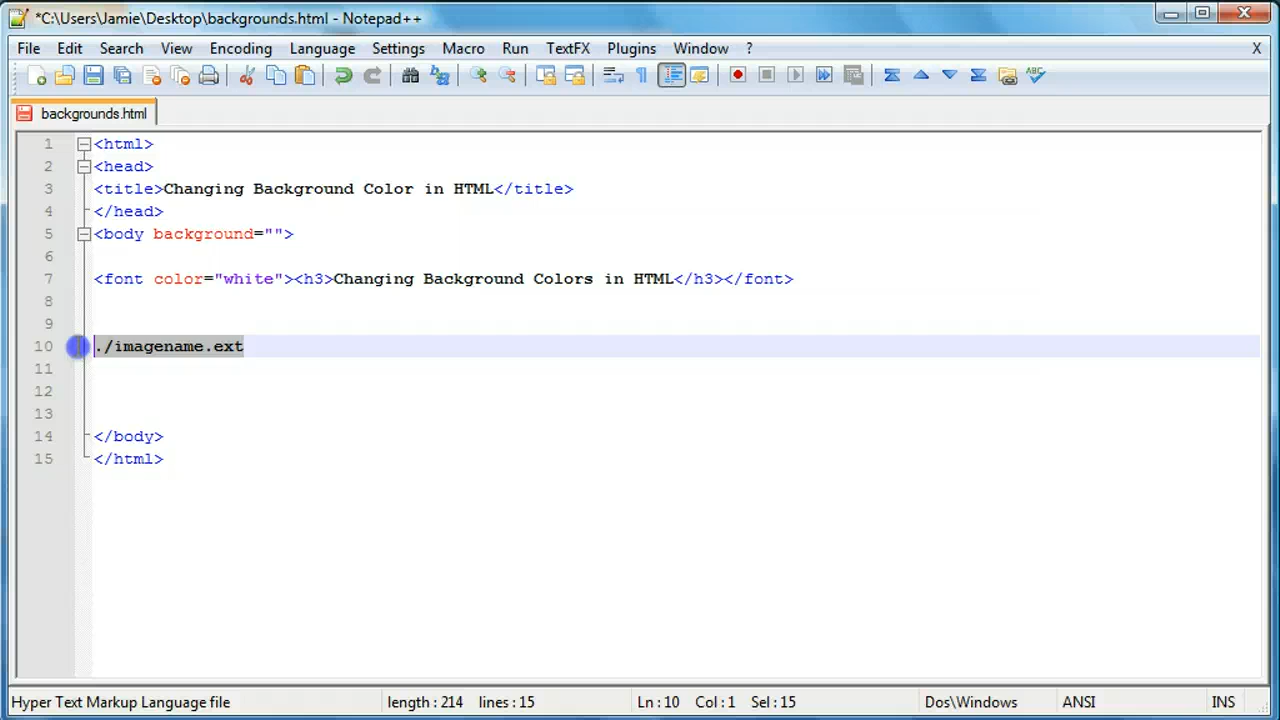 *C:\Users\Jamie\Desktop\backgrounds.html - Notepad++
File Edit Search View Encoding Language Settings Macro Run TextFX Plugins Window ? X
ABC
backgrounds.html
1 <html>
2 <head>
3 <title>Changing Background Color in HTML</title>
4 </head>
5 <body background="">
6
7 <font color="white"><h3>Changing Background Colors in HTML</h3></font>
8
9
10 ./imagename.ext
11
12
13
14 </body>
15 </html>
Hyper Text Markup Language file length : 214 lines : 15 Ln : 10 Col : 1 Sel : 15 Dos\Windows ANSI INS